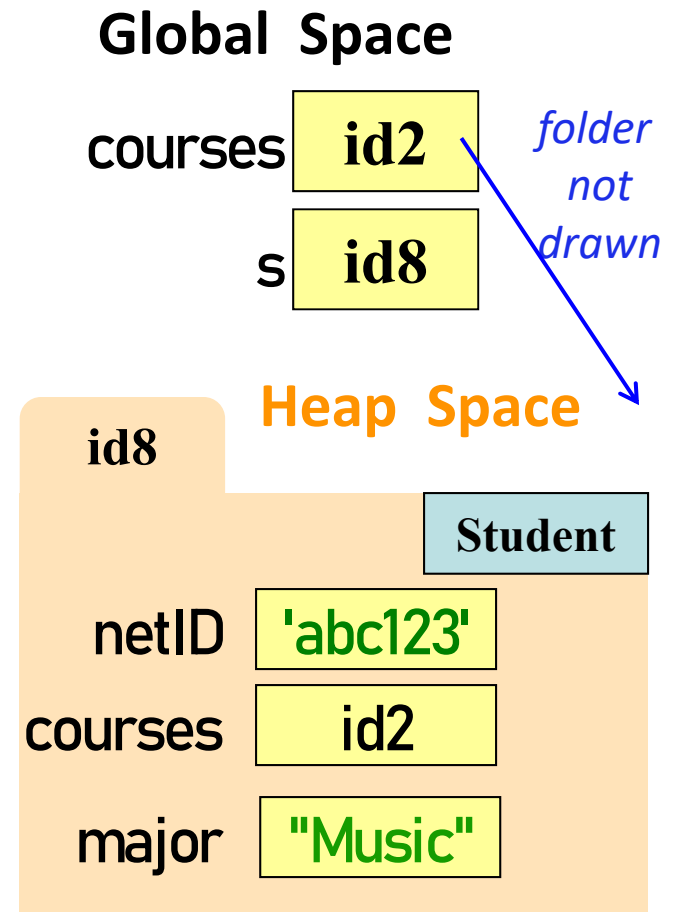 Global Space
courses id2
folder
not
drawn
s id8
Heap Space
id8
Student
netID 'abc123'
courses id2
major "Music"